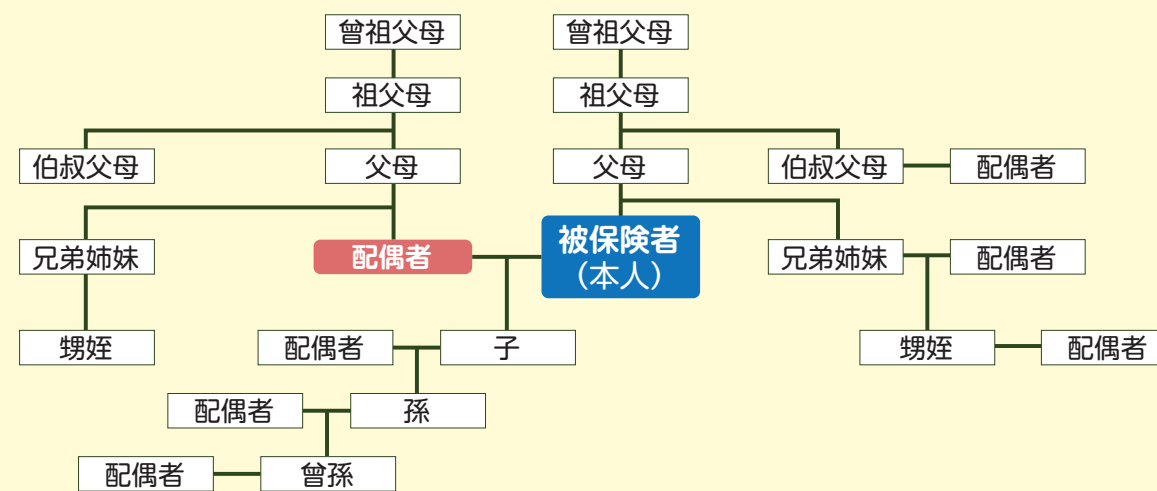 曾祖父母
曾祖父母
祖父母
祖父母
伯叔父母
父母
父母
伯叔父母
配偶者
兄弟姉妹
配偶者
被保険者
（本人）
兄弟姉妹
配偶者
甥姪
配偶者
子
甥姪
配偶者
配偶者
孫
配偶者
曾孫